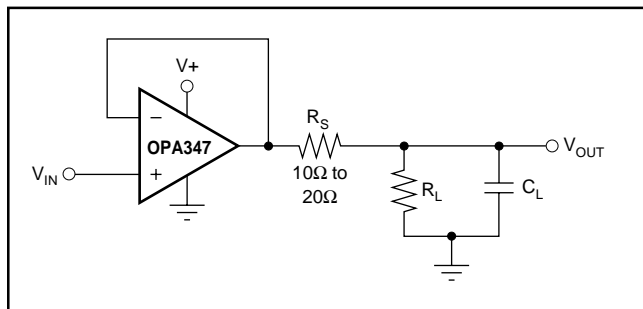 V+
R_S
–
OPA347
V_OUT
V_IN
+
10Ω to
20Ω
R_L
C_L